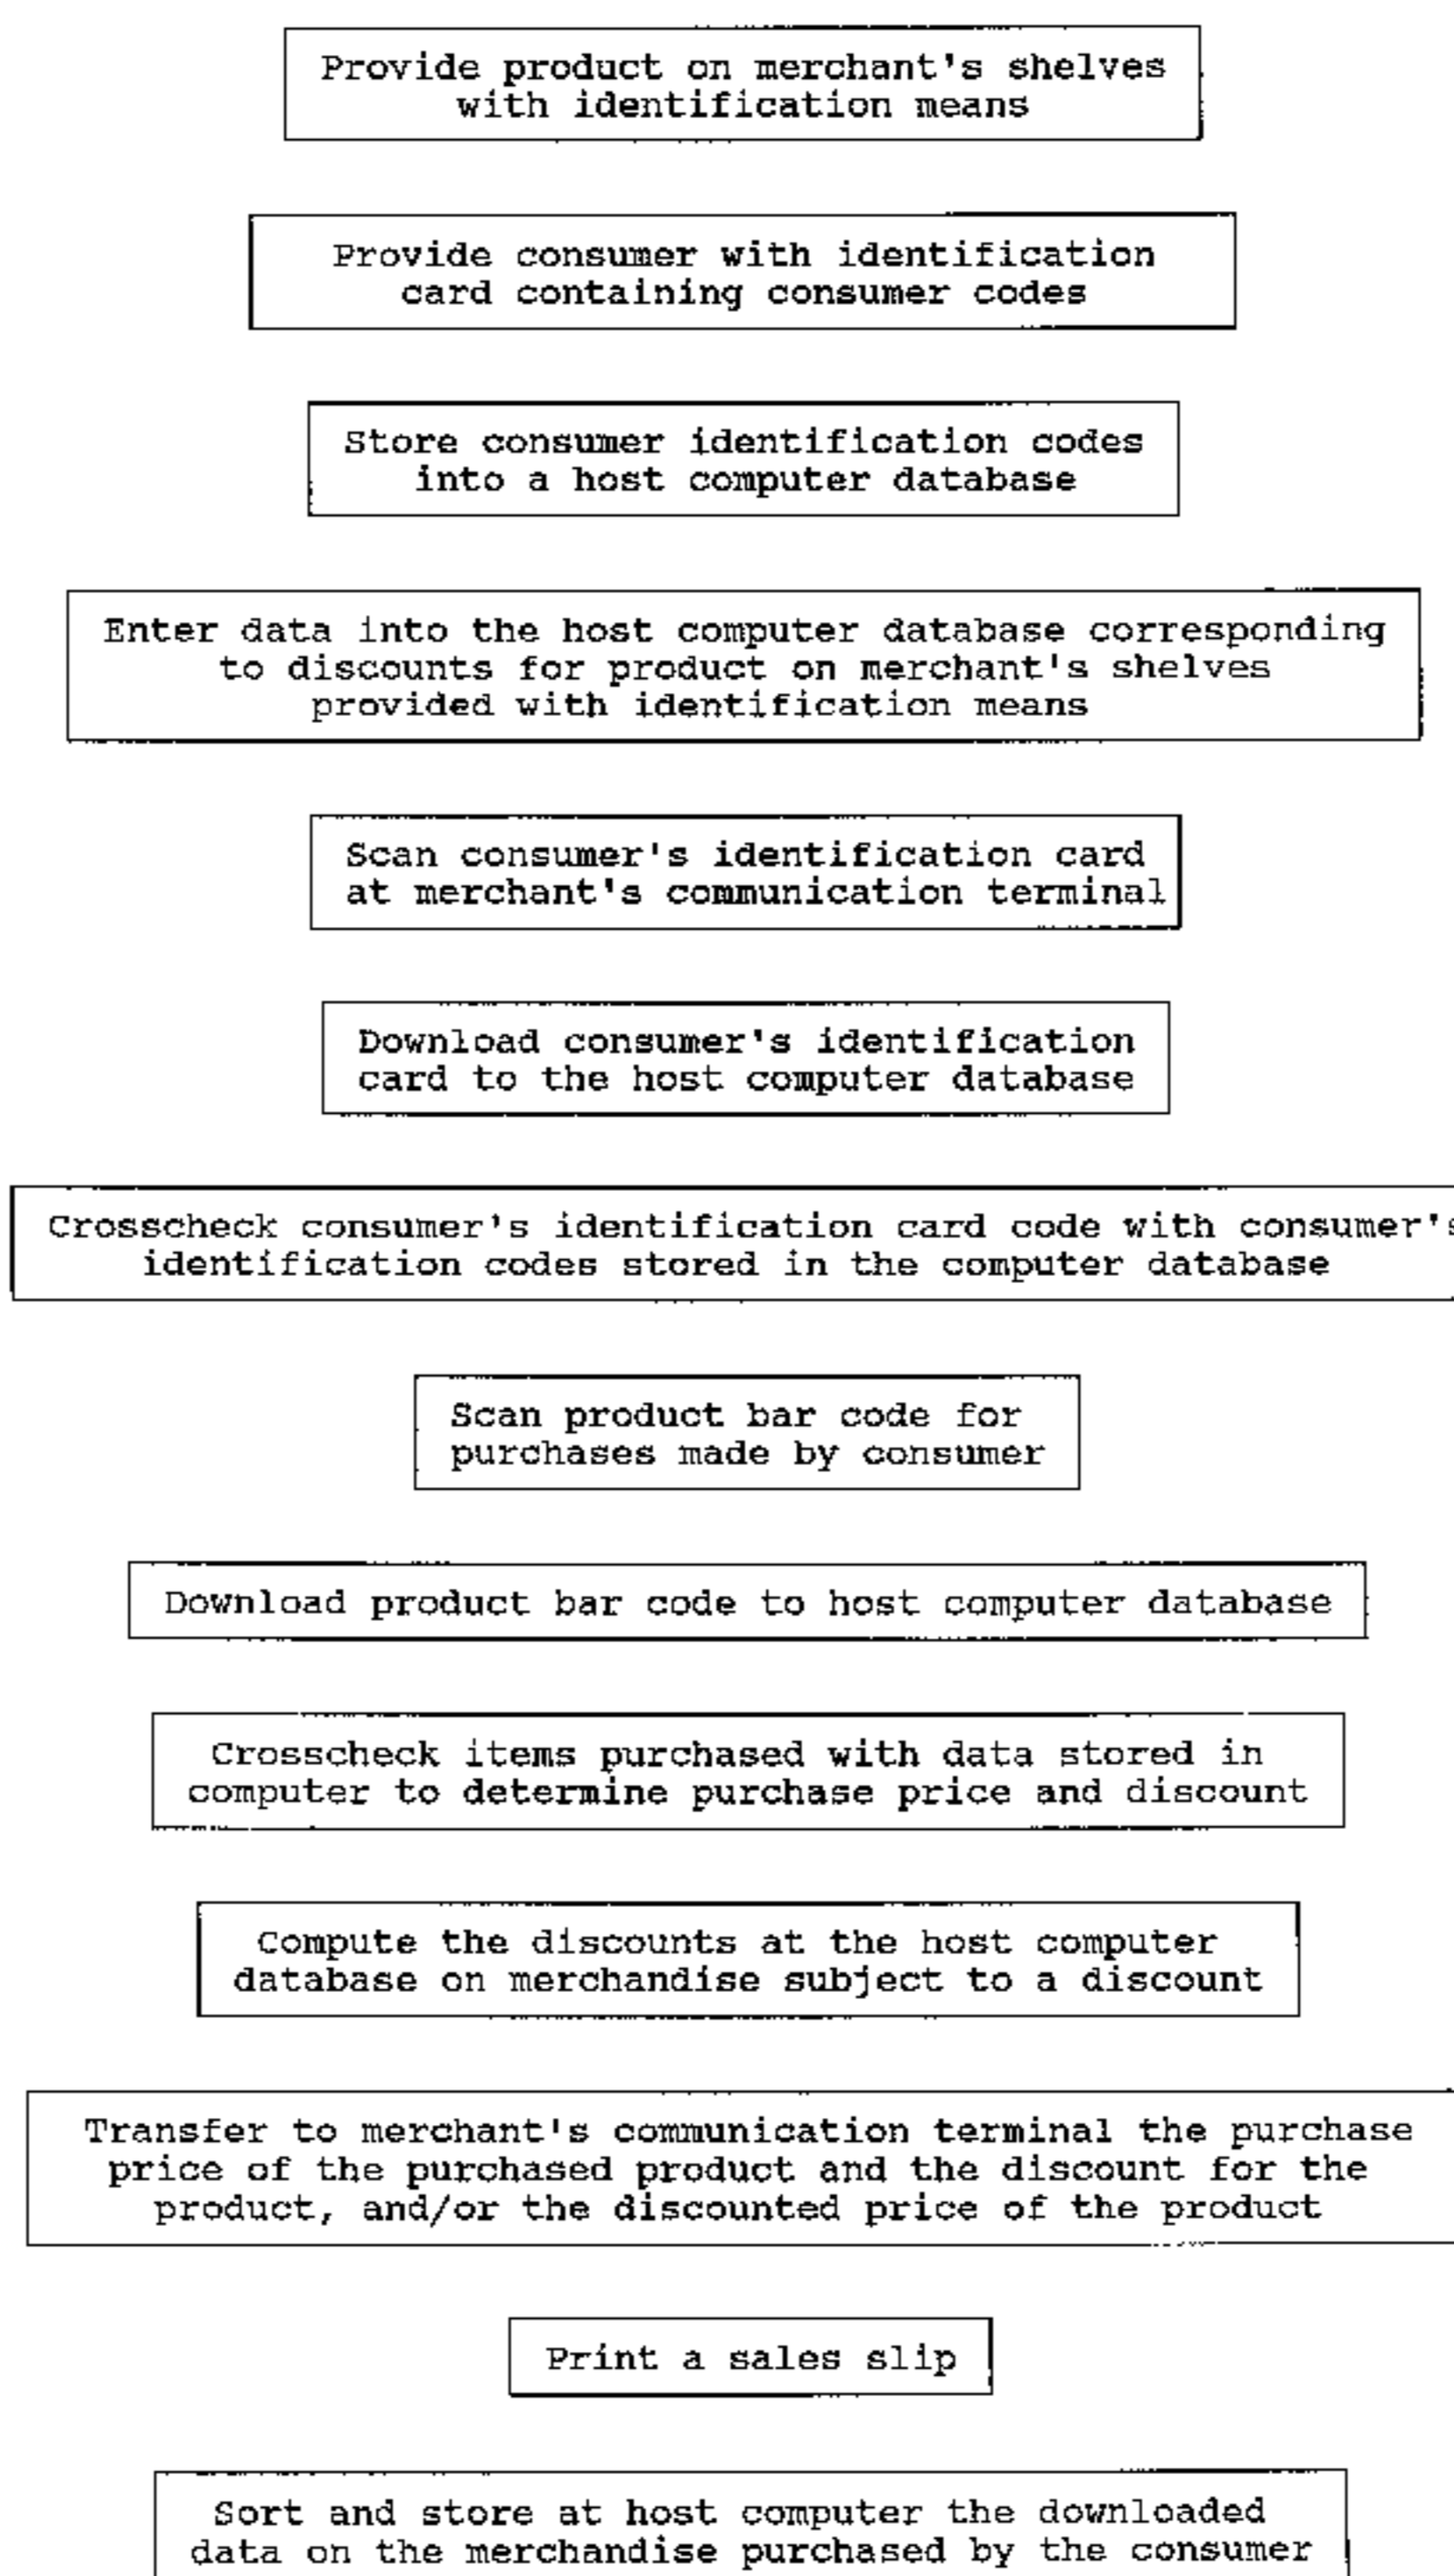 Provide product on merchant's shelves
with identification means
Provide consumer with identification
card containing consumer codes
Store consumer identification codes
into a host computer database
Enter data into the host computer database corresponding
to discounts for product on merchant's shelves
provided with identification means
Scan consumer's identification card
at merchant's communication terminal
Download consumer's identification
card to the host computer database
Crosscheck consumer's identification card code with consumer's
identification codes stored in the computer database
Scan product bar code for
purchases made by consumer
Download product bar code to host computer database
Crosscheck items purchased with data stored in
computer to determine purchase price and discount
Compute the discounts at the host computer
database on merchandise subject to a discount
Transfer to merchant's communication terminal the purchase
price of the purchased product and the discount for the
product, and/or the discounted price of the product
Print a sales slip
Sort and store at host computer the downloaded
data on the merchandise purchased by the consumer